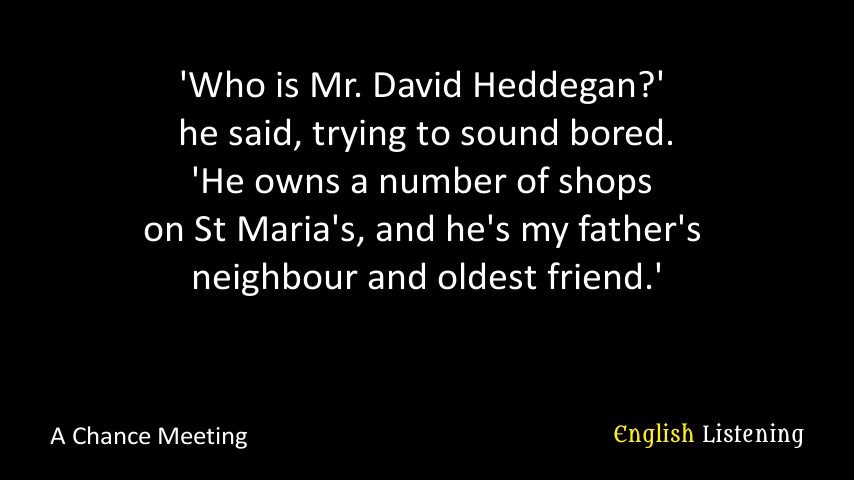 'Who is Mr. David Heddegan?'
he said, trying to sound bored.
'He owns a number of shops
on St Maria's, and he's my father's
neighbour and oldest friend.'
A Chance Meeting
English Listening